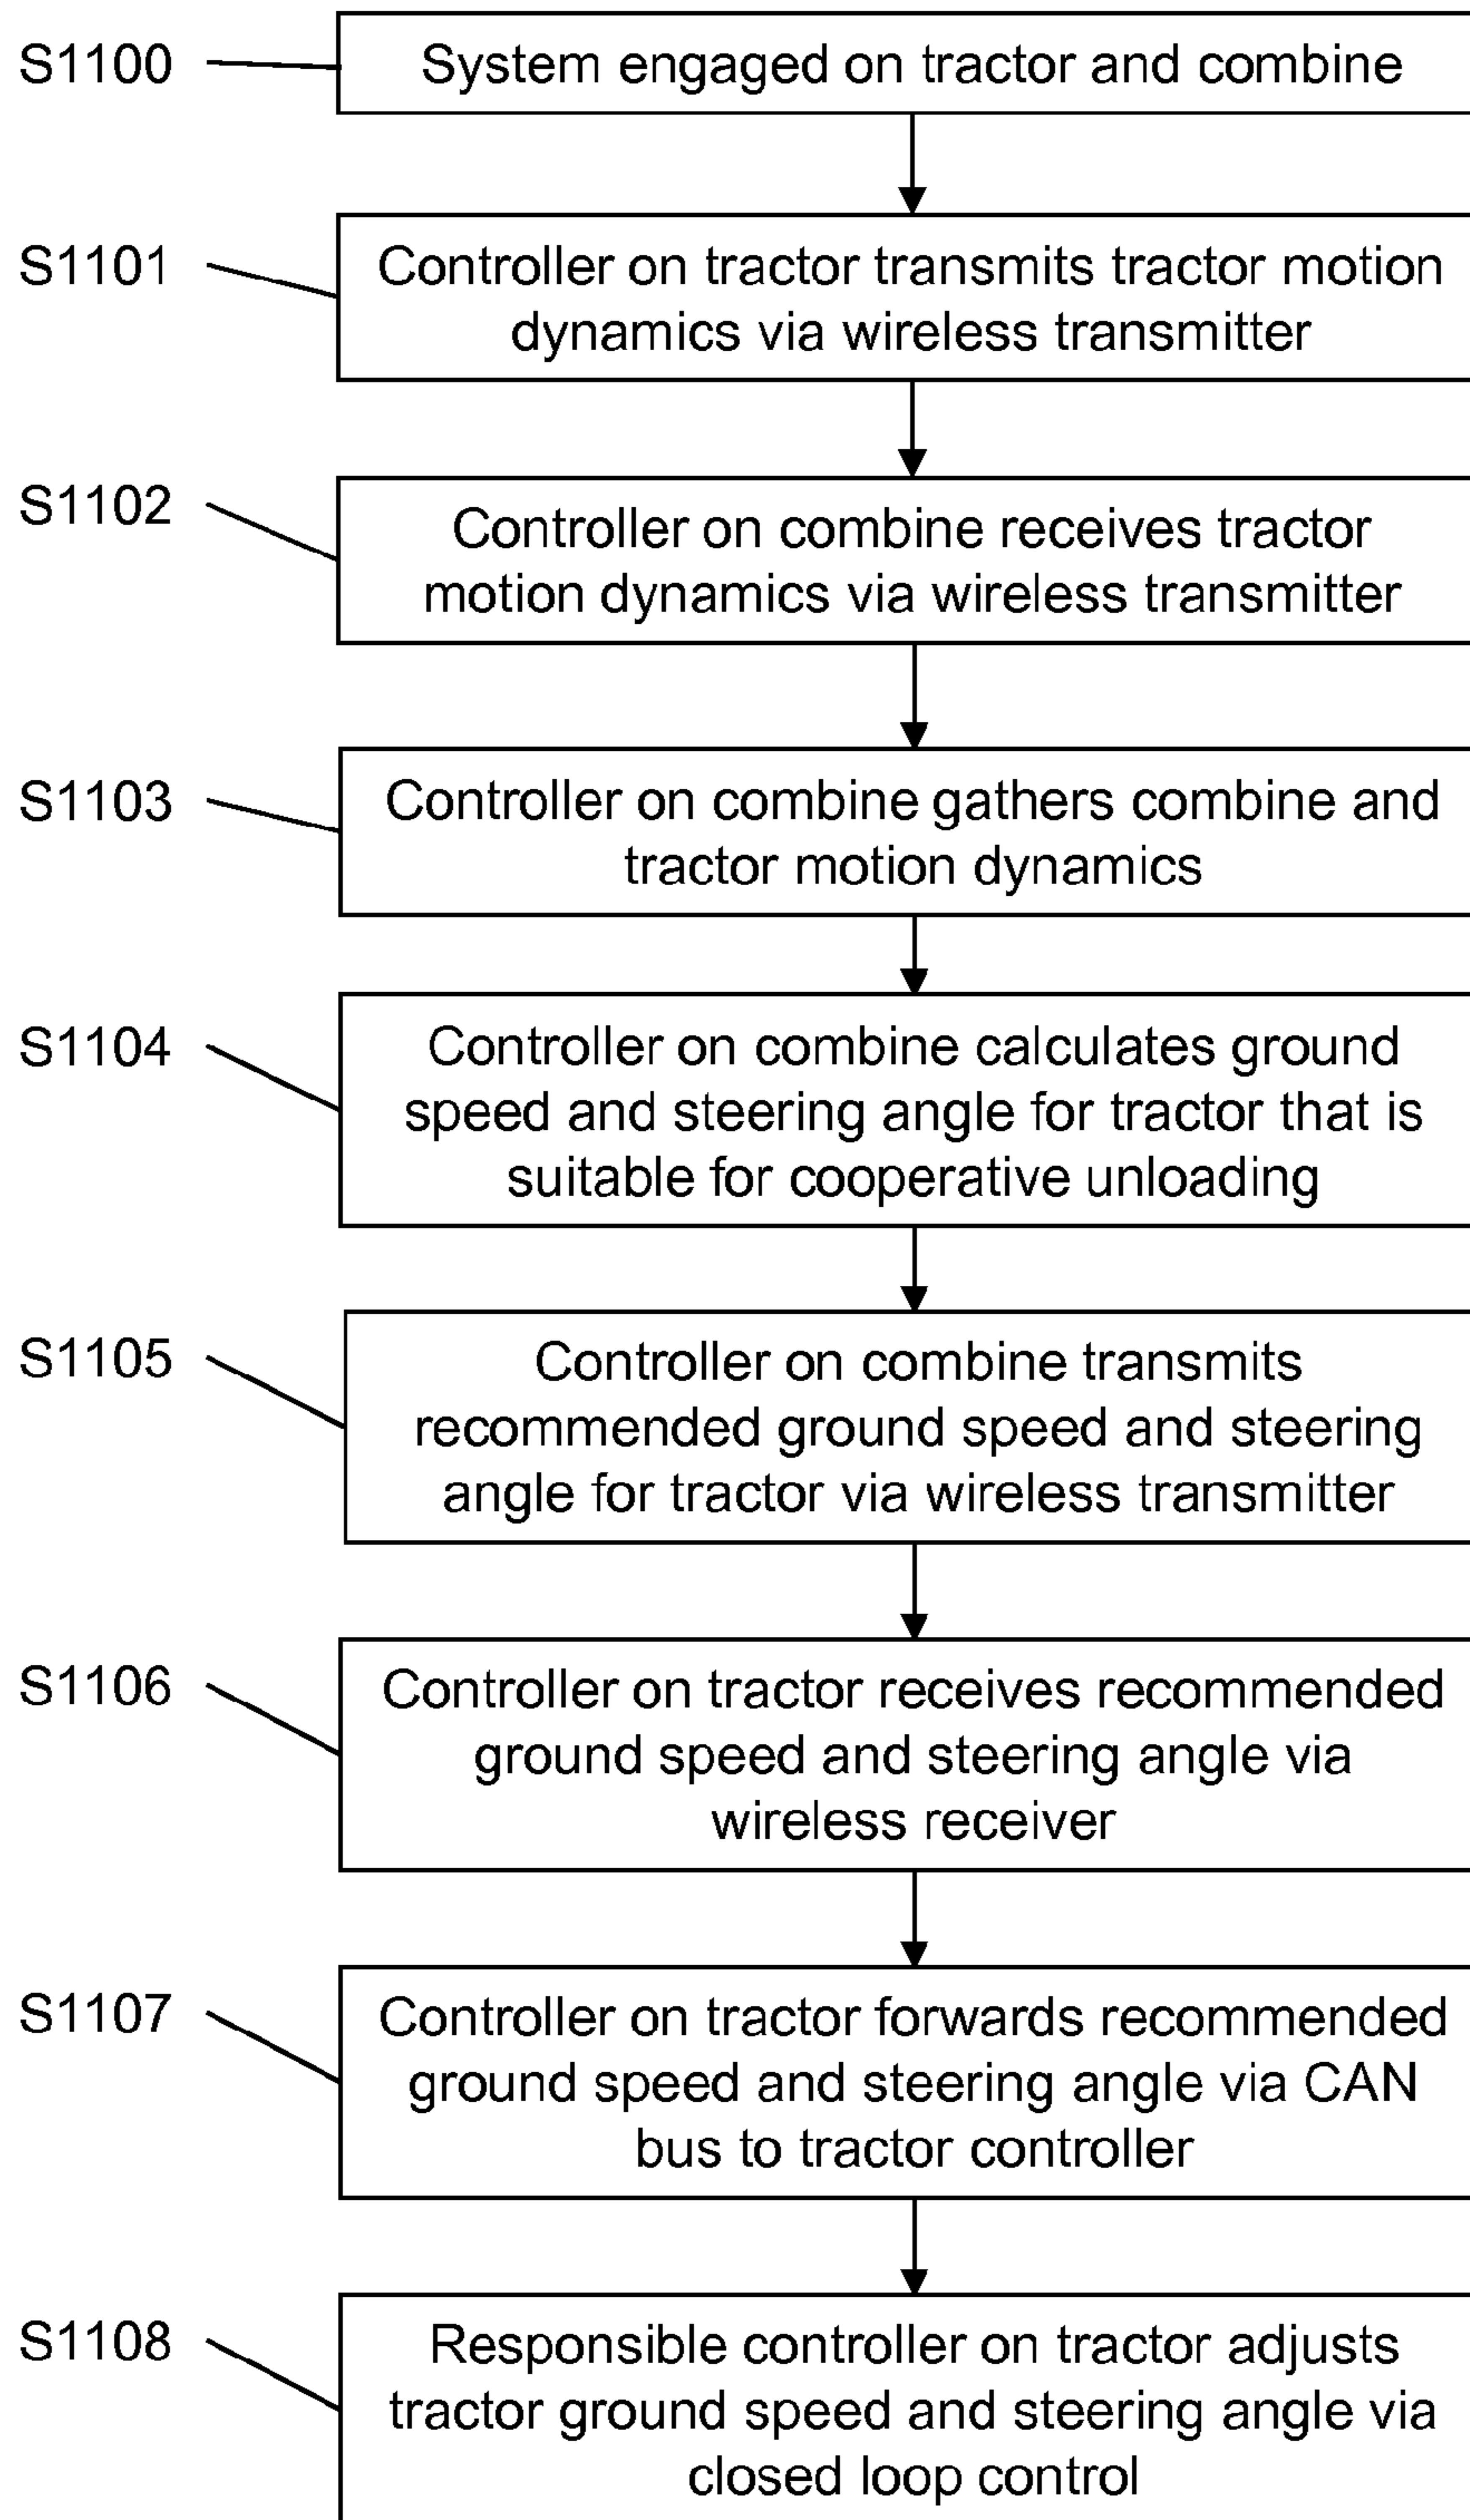 S1100
System engaged on tractor and combine
S1101
Controller on tractor transmits tractor motion
dynamics via wireless transmitter
S1102
Controller on combine receives tractor
motion dynamics via wireless transmitter
S1103
Controller on combine gathers combine and
tractor motion dynamics
S1104
Controller on combine calculates ground
speed and steering angle for tractor that is
suitable for cooperative unloading
S1105
Controller on combine transmits
recommended ground speed and steering
angle for tractor via wireless transmitter
S1106
Controller on tractor receives recommended
ground speed and steering angle via
wireless receiver
S1107
Controller on tractor forwards recommended
ground speed and steering angle via CAN
bus to tractor controller
S1108
Responsible controller on tractor adjusts
tractor ground speed and steering angle via
closed loop control